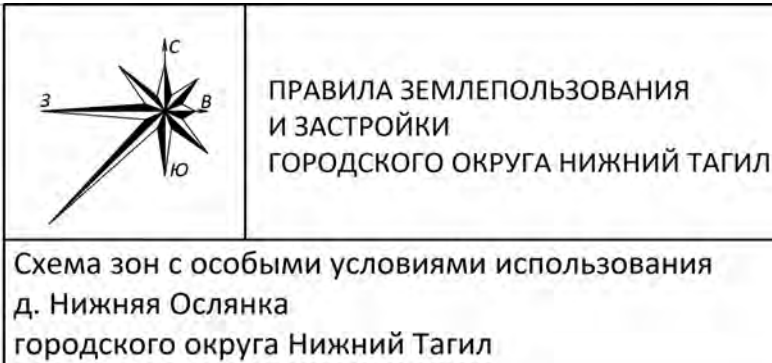 С
З
В
Ю
ПРАВИЛА ЗЕМЛЕПОЛЬЗОВАНИЯ
И ЗАСТРОЙКИ
ГОРОДСКОГО ОКРУГА НИЖНИЙ ТАГИЛ
Схема зон с особыми условиями использования
д. Нижняя Ослянка
городского округа Нижний Тагил